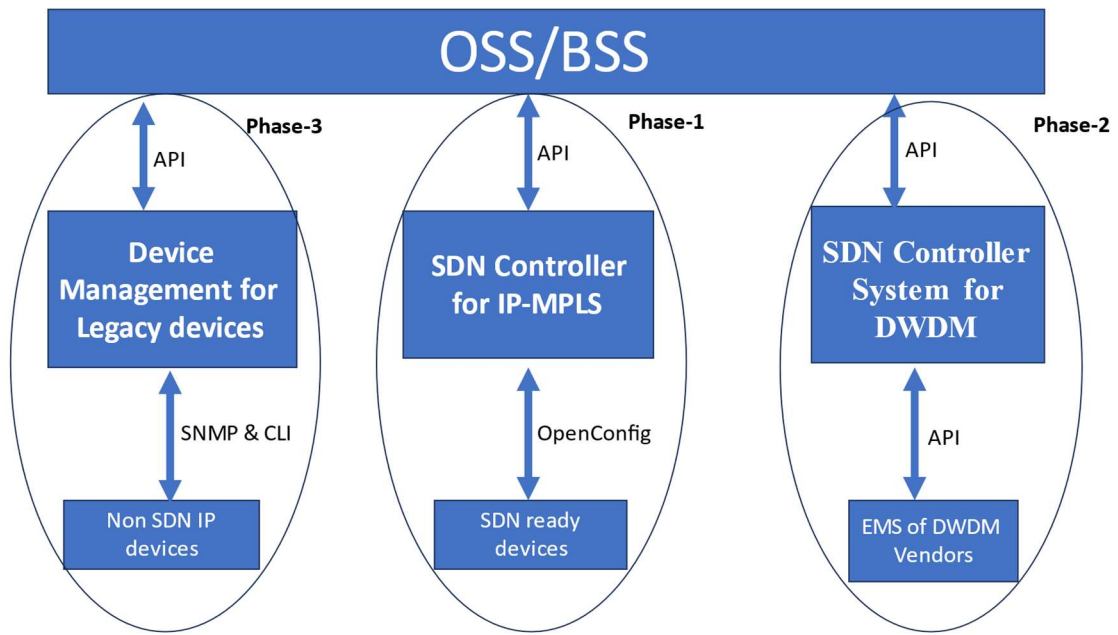 OSS/BSS
Phase-3
API
Device
Management for
Legacy devices
SNMP & CLI
Non SDN IP
devices
Phase-1
API
SDN Controller
for IP-MPLS
OpenConfig
SDN ready
devices
Phase-2
API
SDN Controller
System for
DWDM
API
EMS of DWDM
Vendors